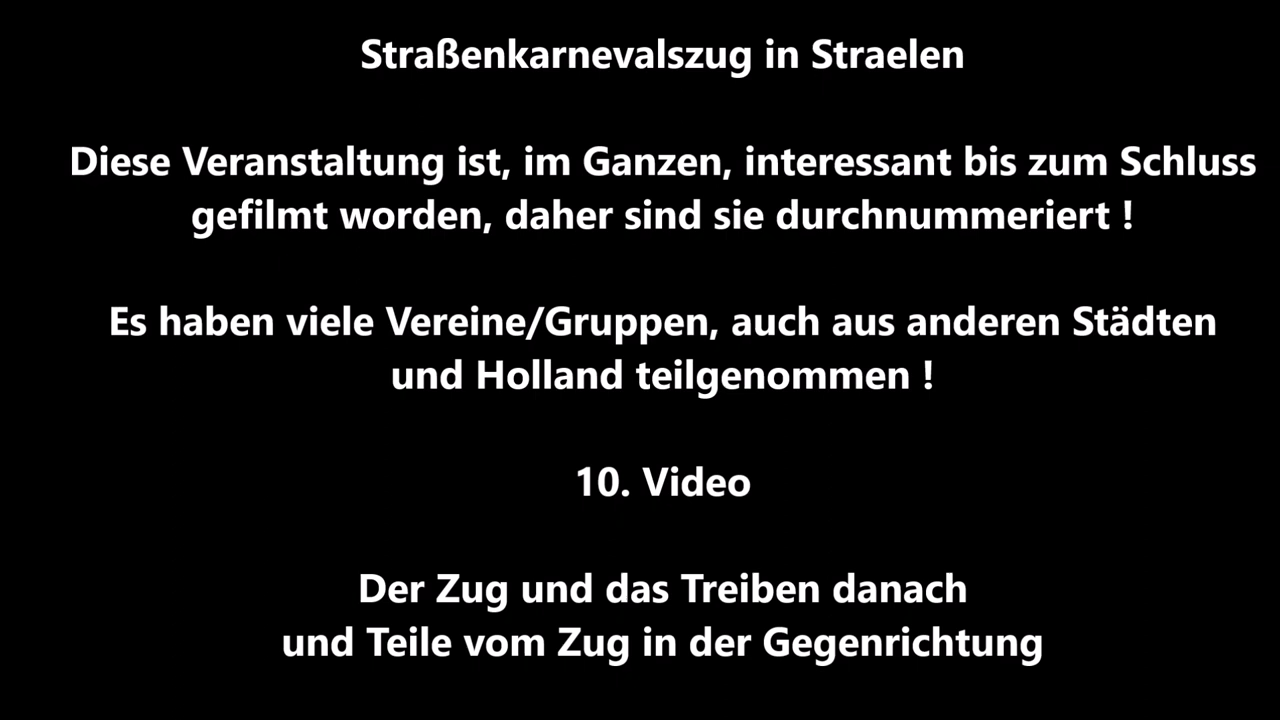 Straßenkarnevalszug in Straelen
Diese Veranstaltung ist, im Ganzen, interessant bis zum Schluss
gefilmt worden, daher sind sie durchnummeriert !
Es haben viele Vereine/Gruppen, auch aus anderen Städten
und Holland teilgenommen !
10. Video
Der Zug und das Treiben danach
und Teile vom Zug in der Gegenrichtung